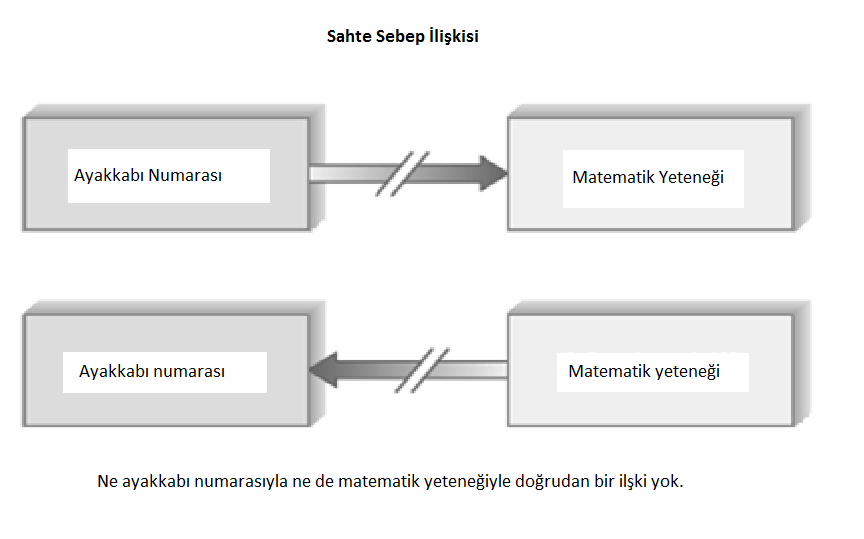 Sahte Sebep İlişkisi
Ayakkabı Numarası
Matematik Yeteneği
Ayakkabı numarası
Matematik yeteneği
Ne ayakkabı numarasıyla ne de matematik yeteneğiyle doğrudan bir ilşki yok.